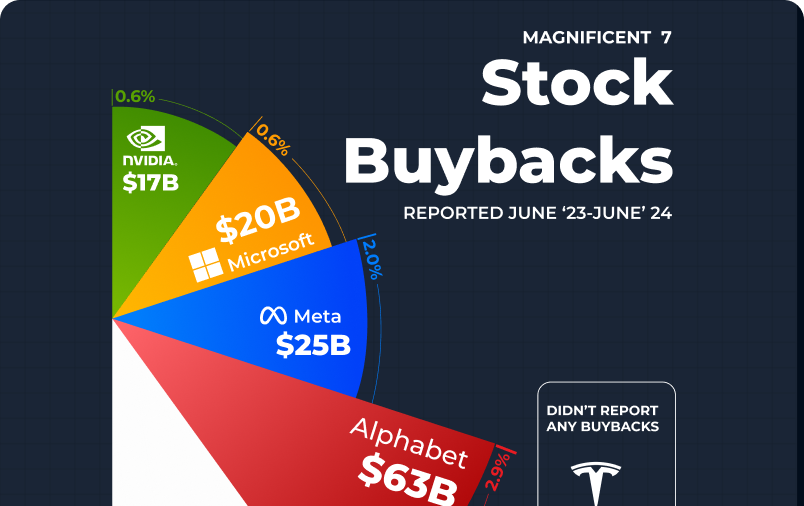 MAGNIFICENT 7
Stock
Buybacks
REPORTED JUNE ‘23-JUNE’ 24
0.6%
NVIDIA.
$17B
0.6%
$20B
Microsoft
2.0%
Meta
$25B
Alphabet
$63B
2.9%
DIDN’T REPORT
ANY BUYBACKS